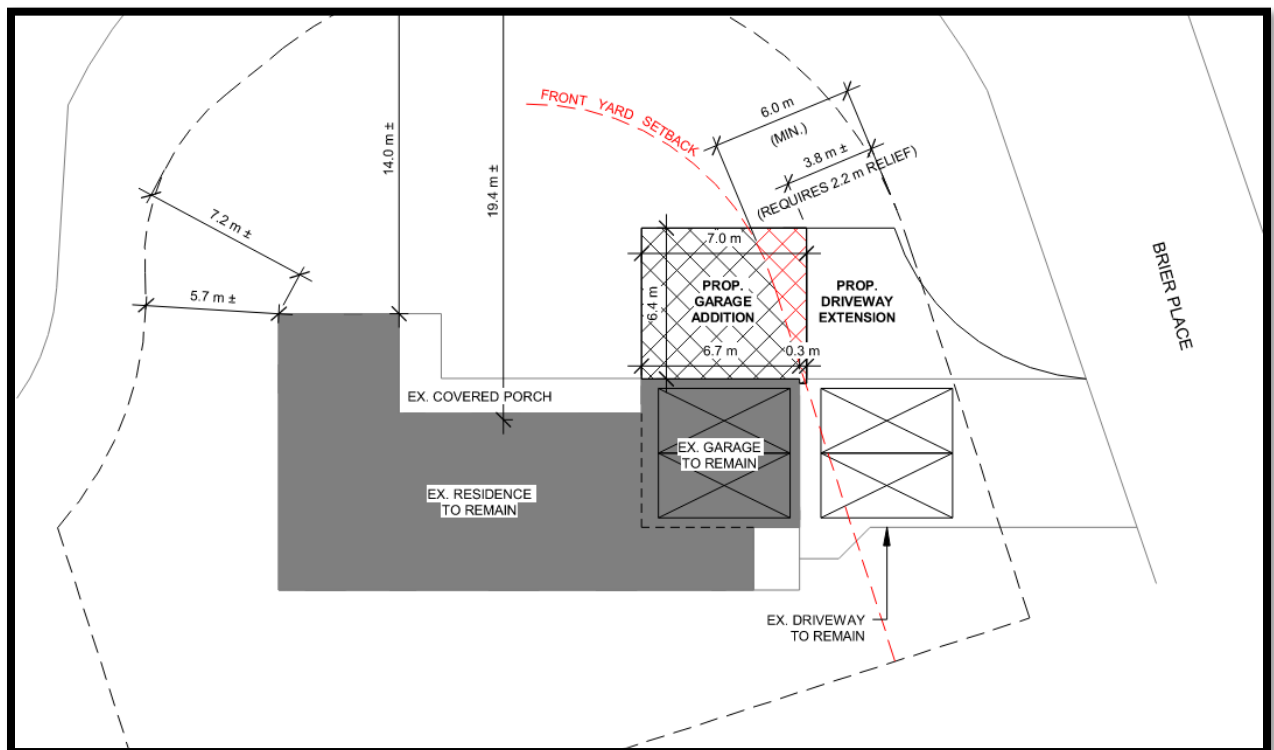 FRONT YARD SETBACK
6.0 m
(MIN.)
3.8 m ±
(REQUIRES 2.2 m RELIEF)
14.0 m ±
19.4 m ±
7.2 m ±
5.7 m ±
7.0 m
6.4 m
PROP.
GARAGE
ADDITION
PROP.
DRIVEWAY
EXTENSION
BRIER PLACE
6.7 m
0.3 m
EX. COVERED PORCH
EX. GARAGE
TO REMAIN
EX. RESIDENCE
TO REMAIN
EX. DRIVEWAY
TO REMAIN